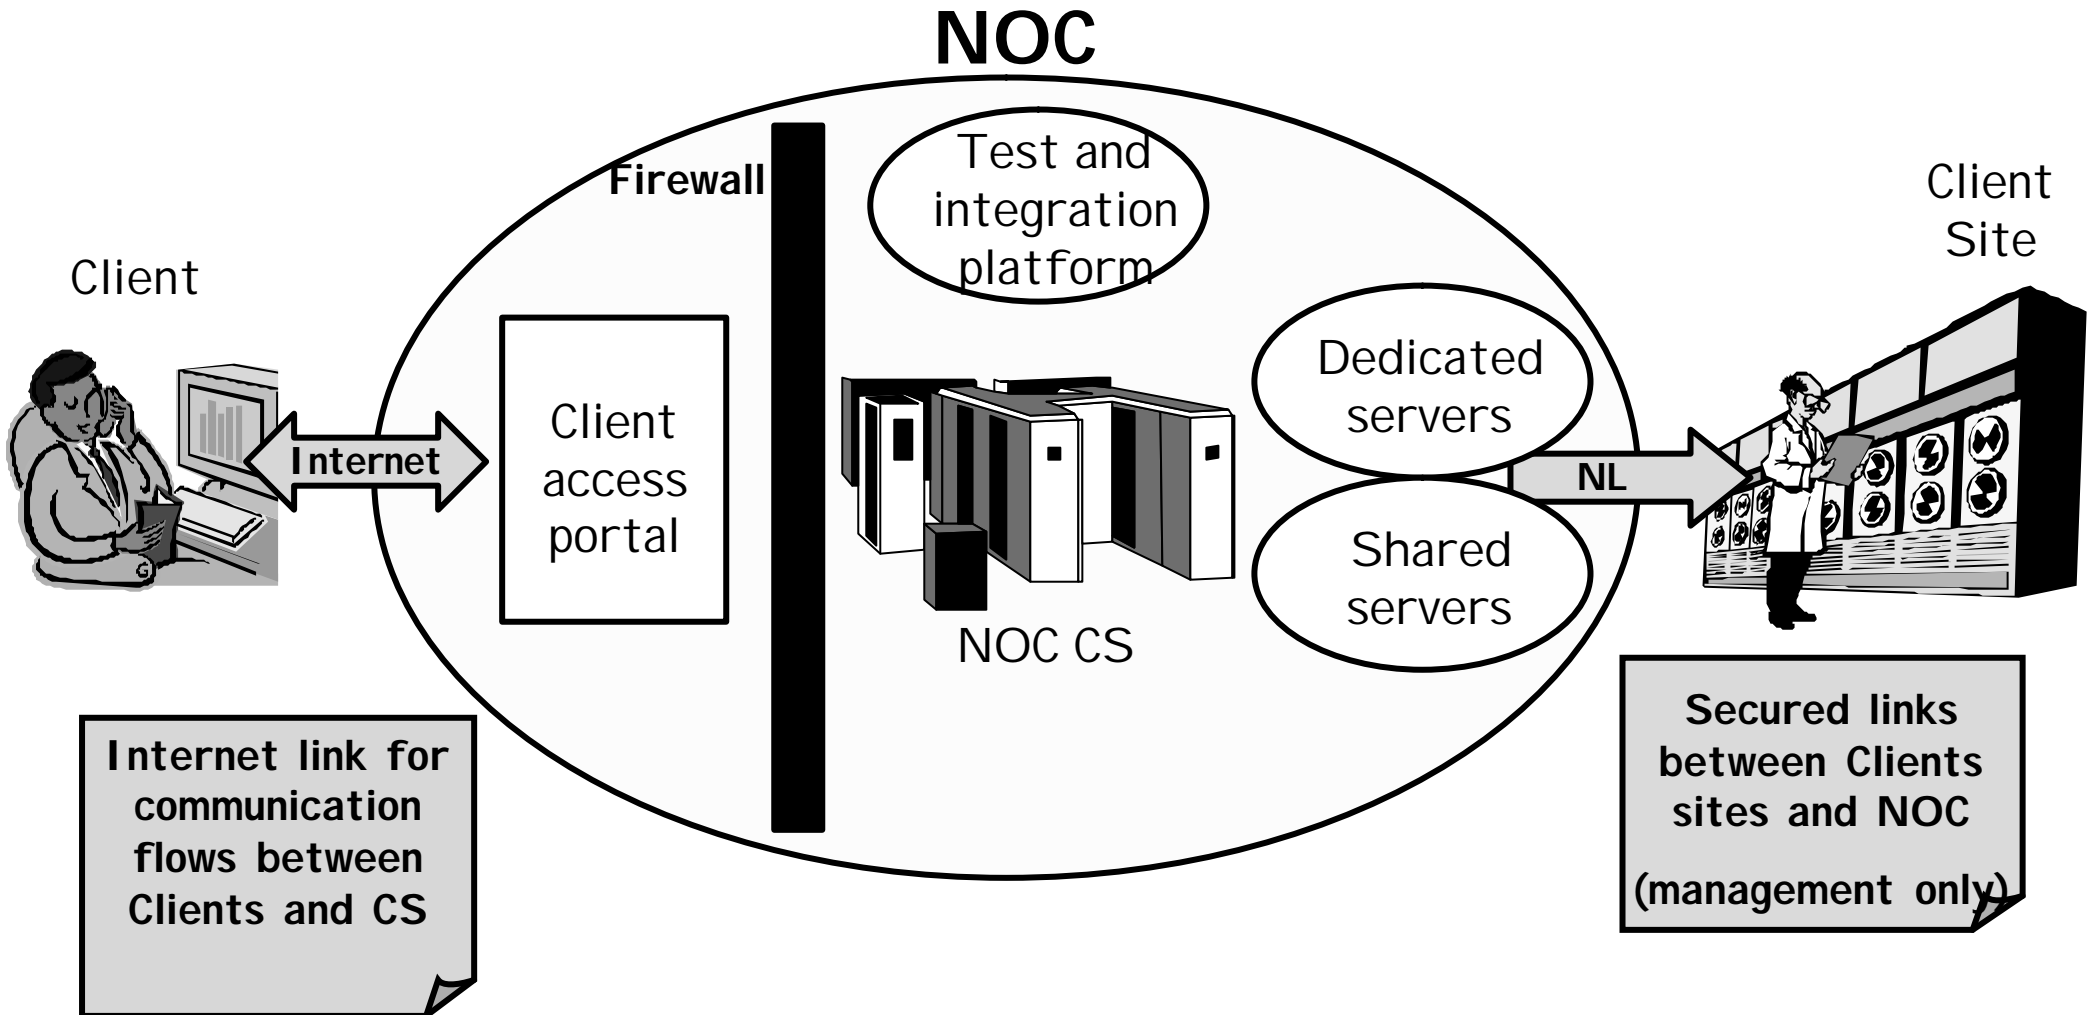 NOC
Firewall
Test and
integration
platform
Client
Site
Client
Internet
Client
access
portal
Dedicated
servers
NL
Shared
servers
NOC CS
G
Internet link for
communication
flows between
Clients and CS
Secured links
between Clients
sites and NOC
(management only)